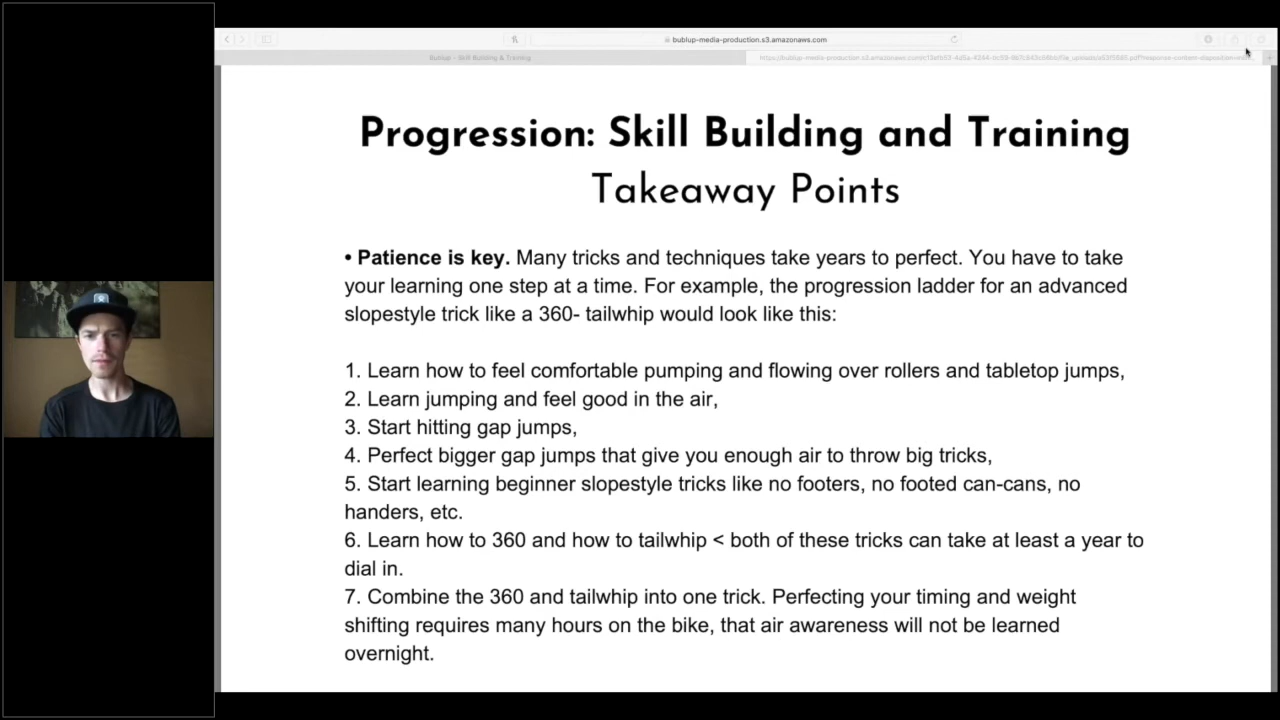 bublup-media-production.s3.amazonaws.com
Bublup - Skill Building & Training
Progression: Skill Building and Training
Takeaway Points
• Patience is key. Many tricks and techniques take years to perfect. You have to take
your learning one step at a time. For example, the progression ladder for an advanced
slopestyle trick like a 360- tailwhip would look like this:
1. Learn how to feel comfortable pumping and flowing over rollers and tabletop jumps,
2. Learn jumping and feel good in the air,
3. Start hitting gap jumps,
4. Perfect bigger gap jumps that give you enough air to throw big tricks,
5. Start learning beginner slopestyle tricks like no footers, no footed can-cans, no
handers, etc.
6. Learn how to 360 and how to tailwhip < both of these tricks can take at least a year to
dial in.
7. Combine the 360 and tailwhip into one trick. Perfecting your timing and weight
shifting requires many hours on the bike, that air awareness will not be learned
overnight.